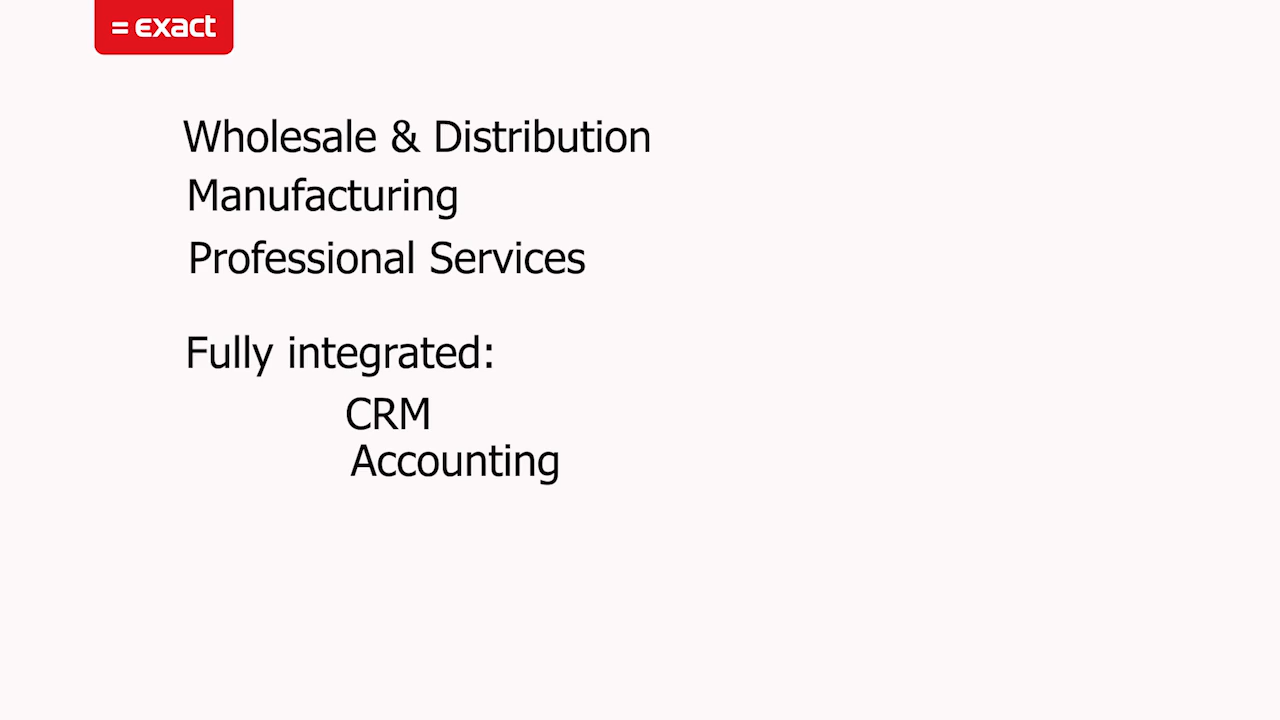 = exact
Wholesale & Distribution
Manufacturing
Professional Services
Fully integrated:
CRM
Accounting